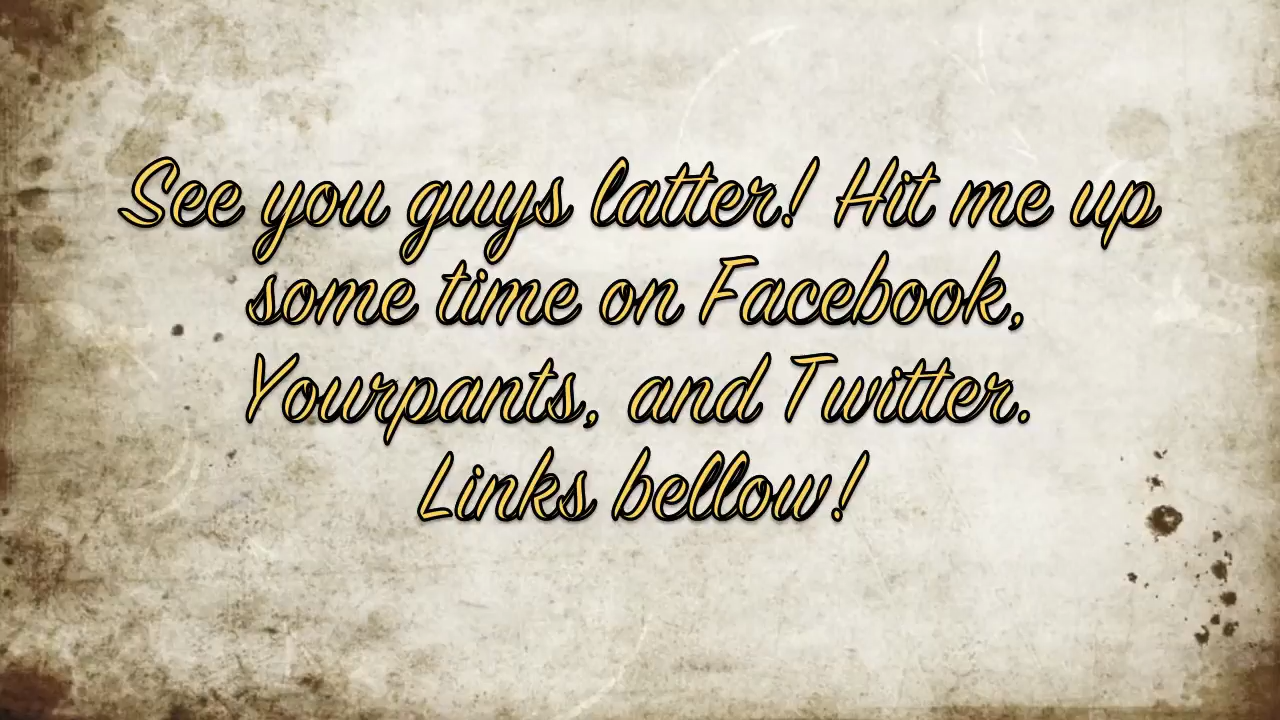 See you guys latter! Hit me up
some time on Facebook,
Yourpants, and Twitter.
Links bellow!